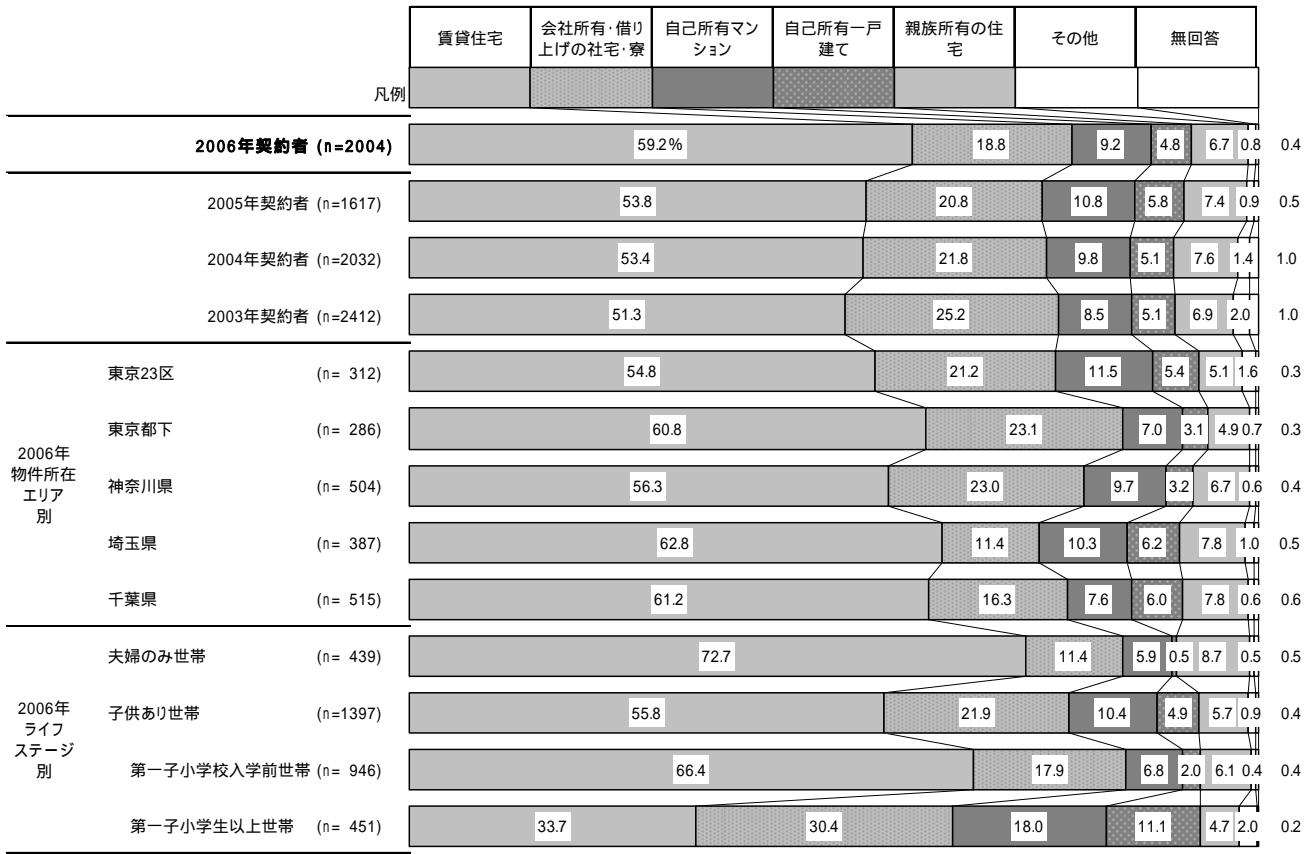 賃貸住宅 会社所有・借り上げの社宅・寮 自己所有マンション 自己所有一戸建て 親族所有の住宅 その他 無回答
凡例
2006年契約者 (n=2004) 59.2% 18.8 9.2 4.8 6.7 0.8 0.4
2005年契約者 (n=1617) 53.8 20.8 10.8 5.8 7.4 0.9 0.5
2004年契約者 (n=2032) 53.4 21.8 9.8 5.1 7.6 1.4 1.0
2003年契約者 (n=2412) 51.3 25.2 8.5 5.1 6.9 2.0 1.0
2006年
物件所在
エリア
別
東京23区 (n= 312) 54.8 21.2 11.5 5.4 5.1 1.6 0.3
東京都下 (n= 286) 60.8 23.1 7.0 3.1 4.9 0.7 0.3
神奈川県 (n= 504) 56.3 23.0 9.7 3.2 6.7 0.6 0.4
埼玉県 (n= 387) 62.8 11.4 10.3 6.2 7.8 1.0 0.5
千葉県 (n= 515) 61.2 16.3 7.6 6.0 7.8 0.6 0.6
2006年
ライフ
ステージ
別
夫婦のみ世帯 (n= 439) 72.7 11.4 5.9 0.5 8.7 0.5 0.5
子供あり世帯 (n=1397) 55.8 21.9 10.4 4.9 5.7 0.9 0.4
第一子小学校入学前世帯 (n= 946) 66.4 17.9 6.8 2.0 6.1 0.4 0.4
第一子小学生以上世帯 (n= 451) 33.7 30.4 18.0 11.1 4.7 2.0 0.2